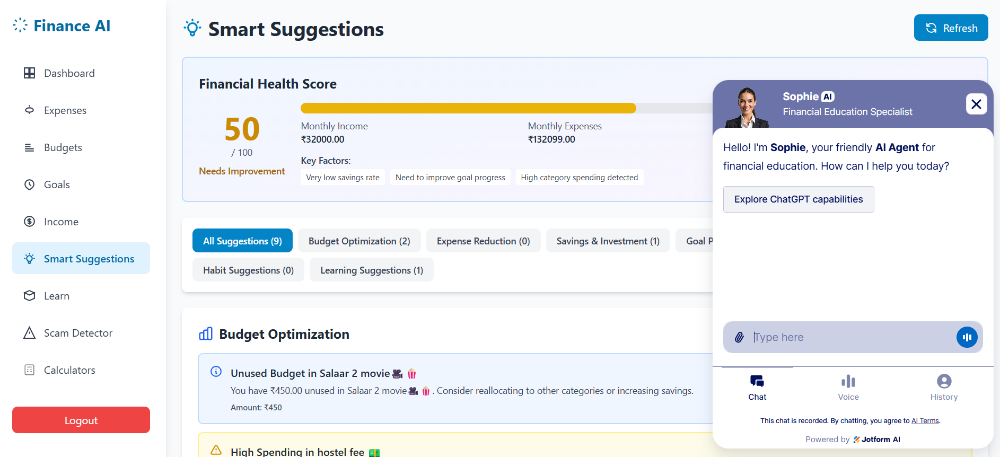 Finance AI
Dashboard
Expenses
Budgets
Goals
Income
Smart Suggestions
Learn
Scam Detector
Calculators
Logout
Smart Suggestions
Refresh
Financial Health Score
50
/ 100
Needs Improvement
Monthly Income
₹32000.00
Monthly Expenses
₹132099.00
Key Factors:
Very low savings rate
Need to improve goal progress
High category spending detected
All Suggestions (9)
Budget Optimization (2)
Expense Reduction (0)
Savings & Investment (1)
Goal P
Habit Suggestions (0)
Learning Suggestions (1)
Budget Optimization
Unused Budget in Salaar 2 movie🎥 🍿
You have ₹450.00 unused in Salaar 2 movie🎥 🍿. Consider reallocating to other categories or increasing savings.
Amount: ₹450
High Spending in hostel fee 💵
Sophie AI
Financial Education Specialist
Hello! I'm Sophie, your friendly AI Agent for
financial education. How can I help you today?
Explore ChatGPT capabilities
Type here
Chat
Voice
History
This chat is recorded. By chatting, you agree to AI Terms.
Powered by Jotform AI